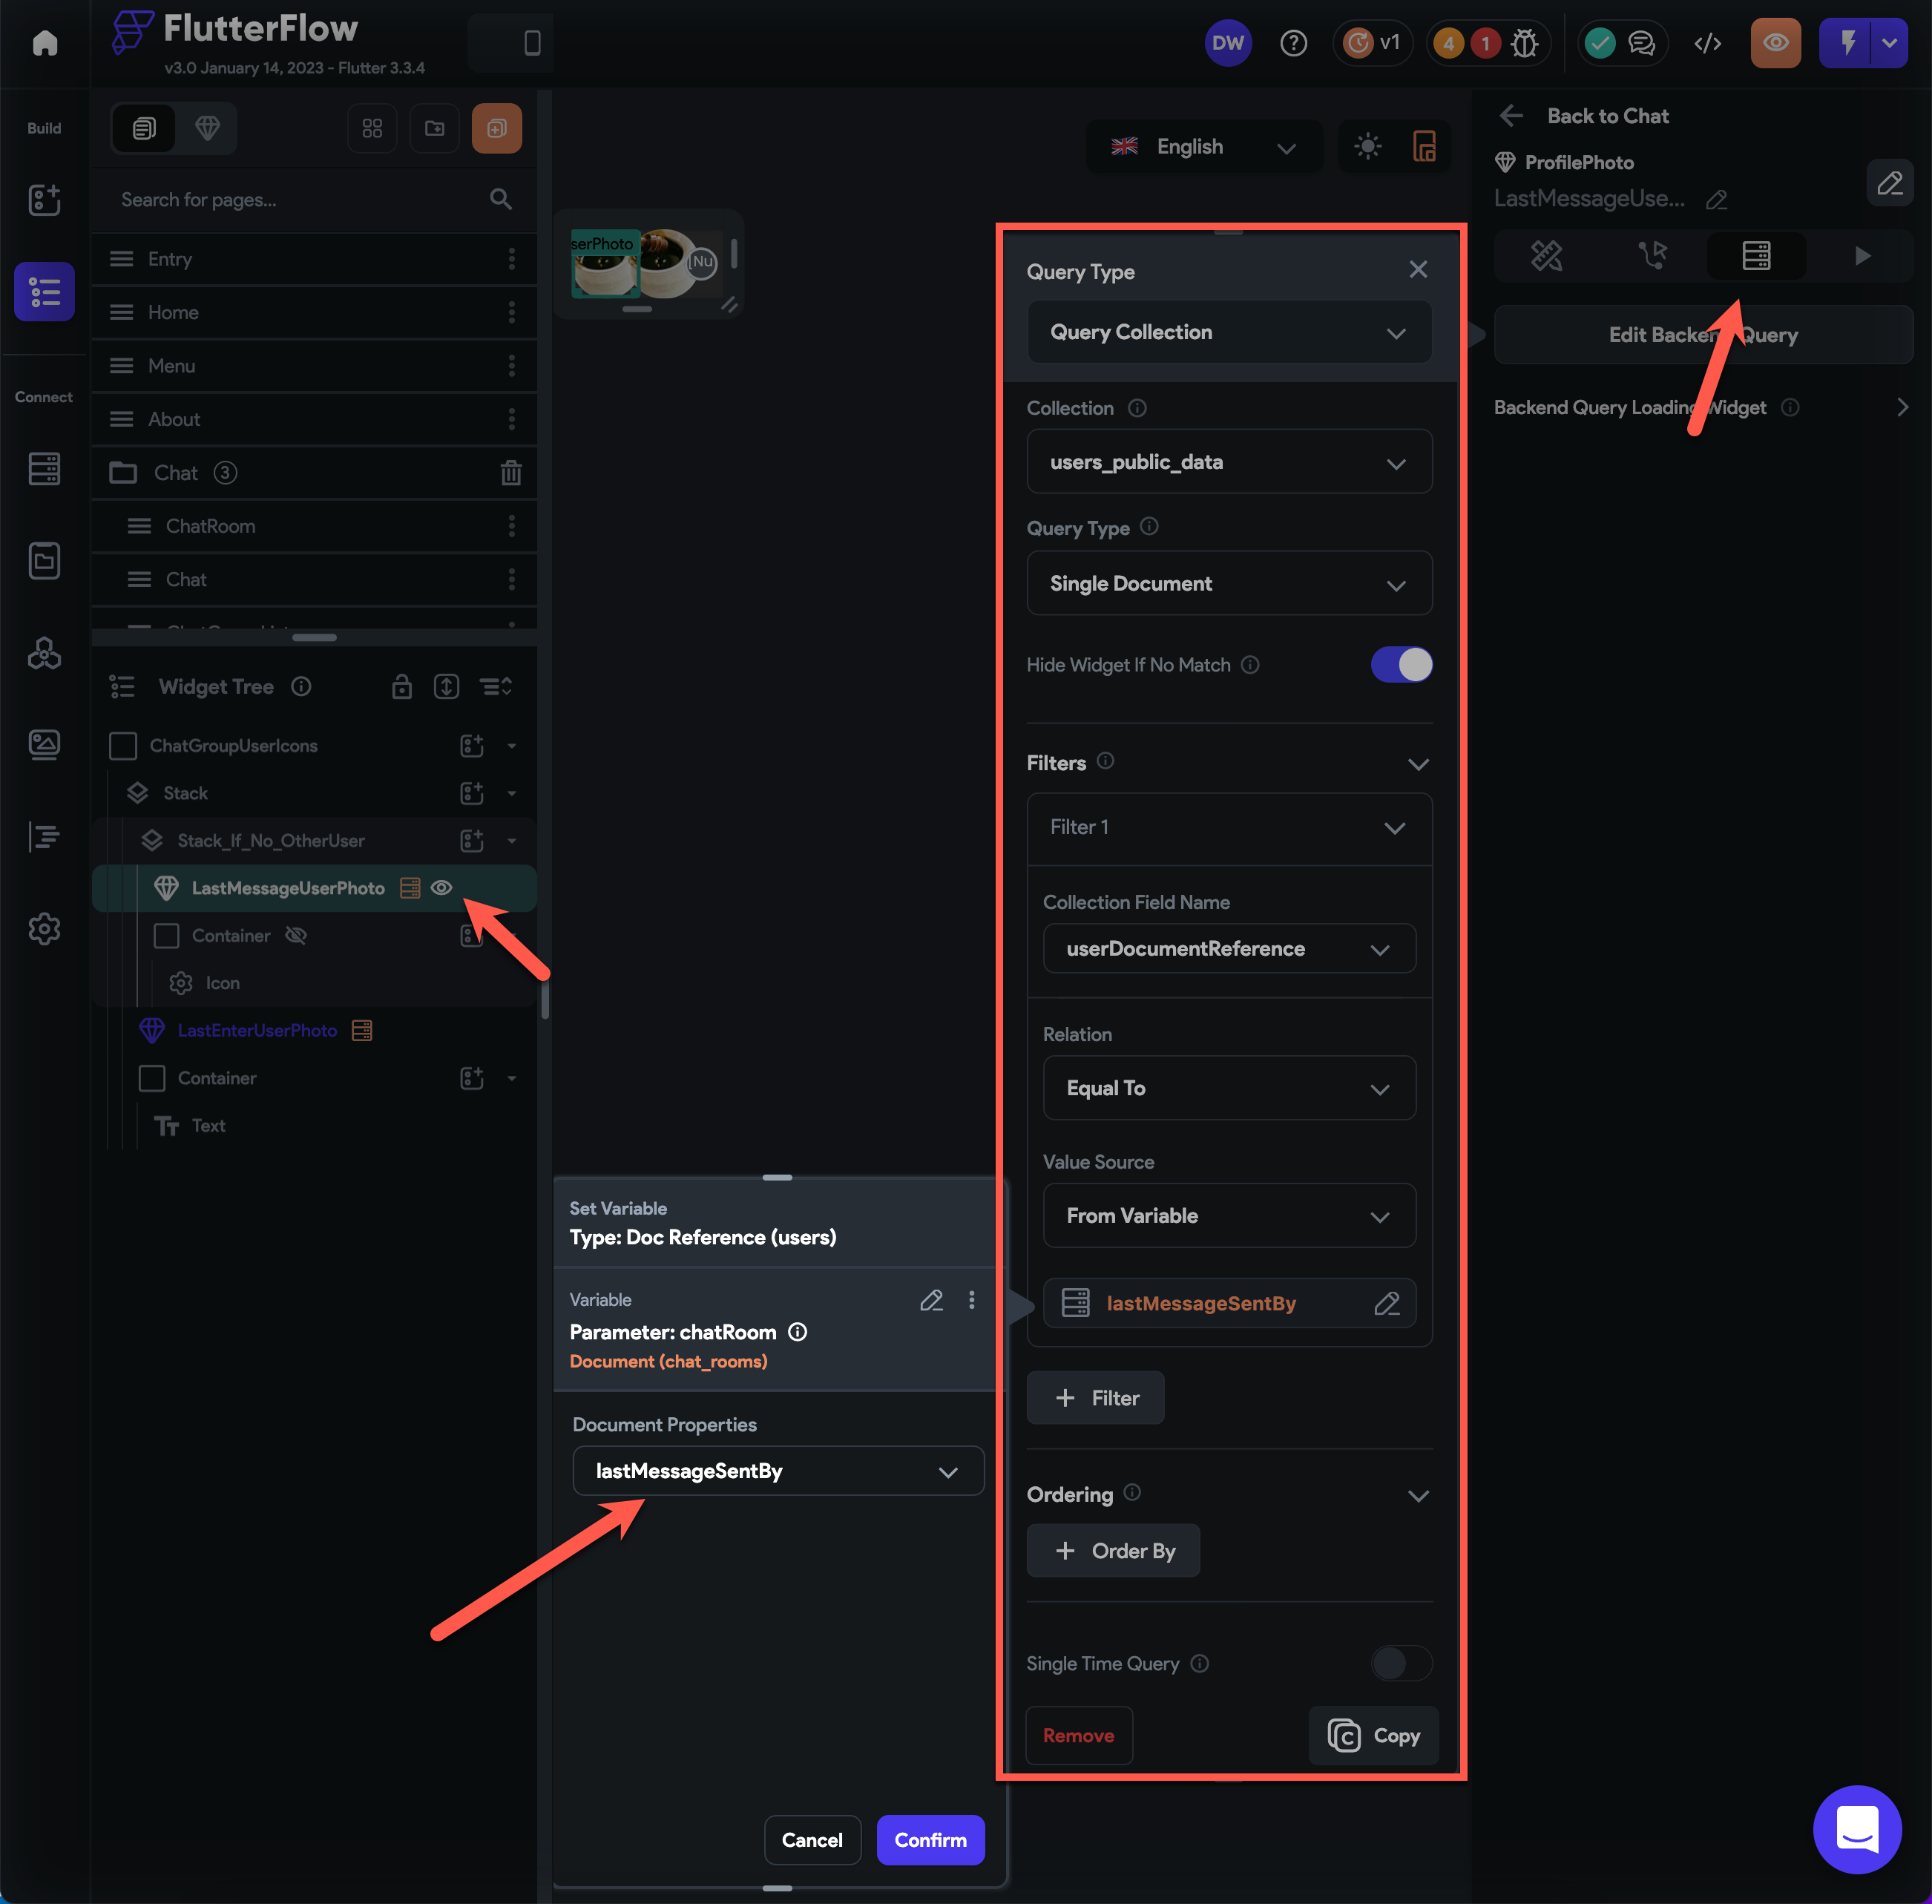 FlutterFlow
v3.0 January 14, 2023 - Flutter 3.3.4
DW
v1
4
1
Build
Connect
Search for pages...
Entry
Home
Menu
About
Chat 3
ChatRoom
Chat
Widget Tree
ChatGroupUserIcons
Stack
Stack_If_No_OtherUser
LastMessageUserPhoto
Container
Icon
LastEnterUserPhoto
Container
Text
English
serPhoto
[Nu
Set Variable
Type: Doc Reference (users)
Variable
Parameter: chatRoom
Document (chat_rooms)
Document Properties
lastMessageSentBy
Cancel
Confirm
Query Type
Query Collection
Collection
users_public_data
Query Type
Single Document
Hide Widget If No Match
Filters
Filter 1
Collection Field Name
userDocumentReference
Relation
Equal To
Value Source
From Variable
lastMessageSentBy
+ Filter
Ordering
+ Order By
Single Time Query
Remove
Copy
Back to Chat
ProfilePhoto
LastMessageUse...
Edit Backend Query
Backend Query Loading Widget